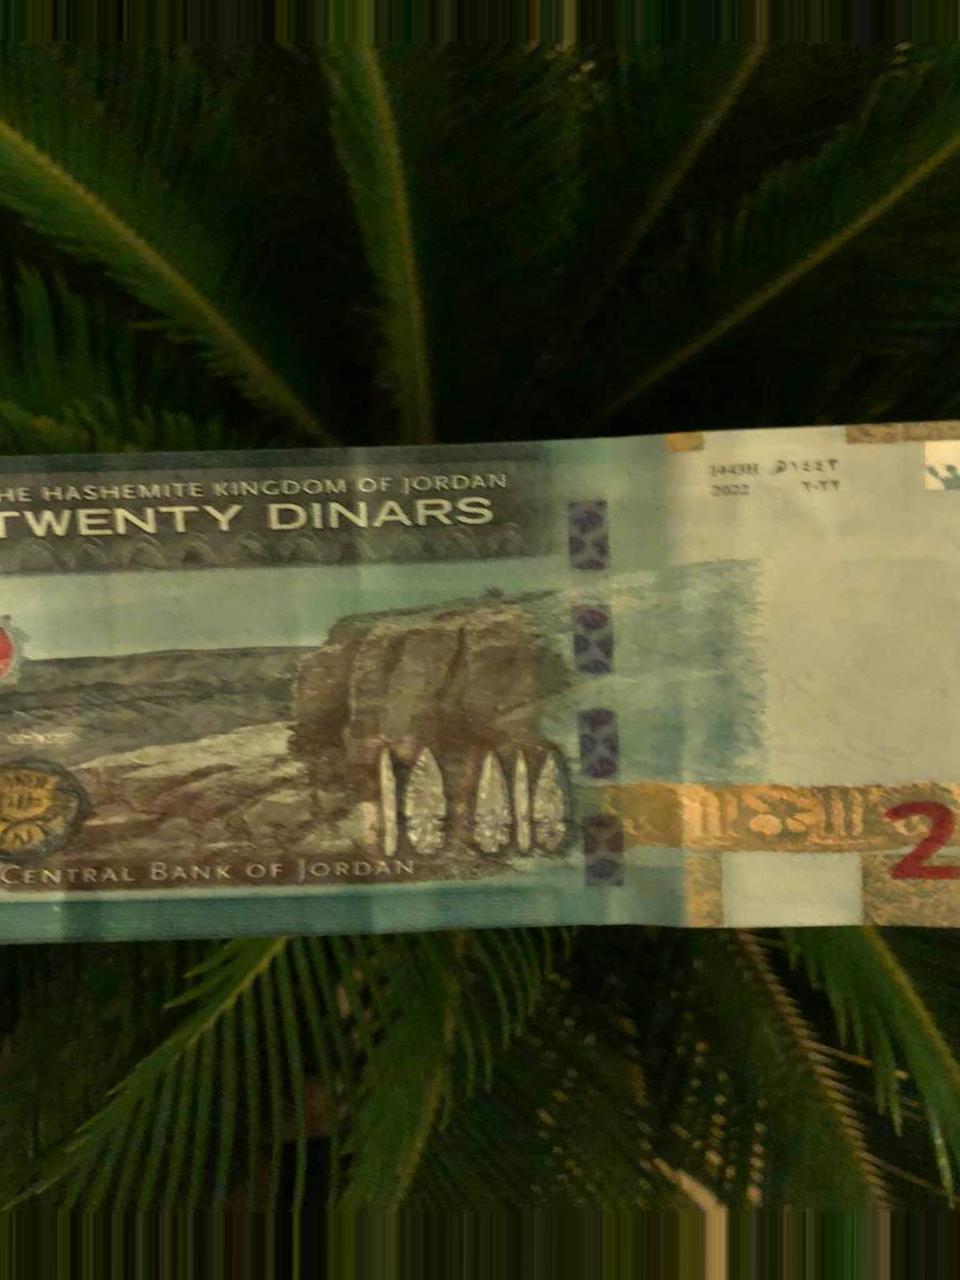 HE HASHEMITE KINGDOM OF JORDAN
TWENTY DINARS
1443H ١٤٤٣هـ
2022 ٢٠٢٢
2
CENTRAL BANK OF JORDAN